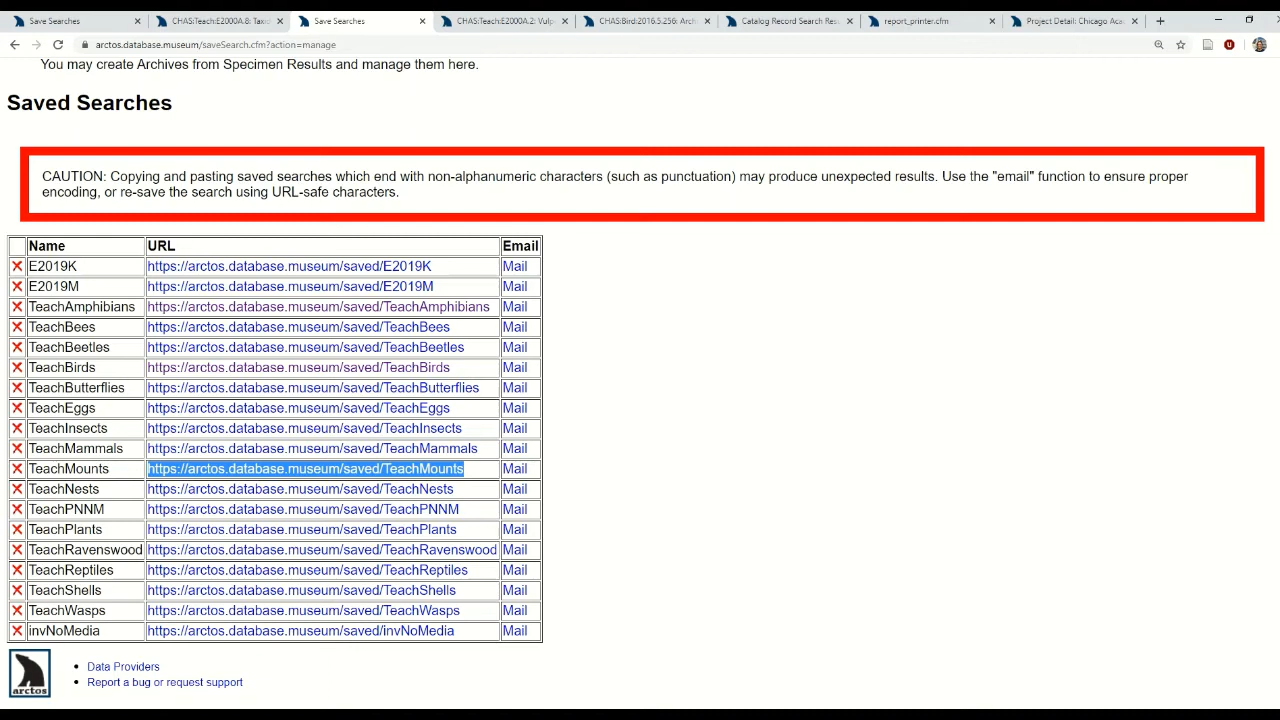 Save Searches
CHAS:Teach:E2000A.8: Taxid
Save Searches
CHAS:Teach:E2000A.2: Vulp
CHAS:Bird:2016.5.256: Arch
Catalog Record Search Resu
report_printer.cfm
Project Detail: Chicago Aca
arctos.database.museum/saveSearch.cfm?action=manage
You may create Archives from Specimen Results and manage them here.
Saved Searches
CAUTION: Copying and pasting saved searches which end with non-alphanumeric characters (such as punctuation) may produce unexpected results. Use the "email" function to ensure proper
encoding, or re-save the search using URL-safe characters.
Name URL Email
E2019K https://arctos.database.museum/saved/E2019K Mail
E2019M https://arctos.database.museum/saved/E2019M Mail
TeachAmphibians https://arctos.database.museum/saved/TeachAmphibians Mail
TeachBees https://arctos.database.museum/saved/TeachBees Mail
TeachBeetles https://arctos.database.museum/saved/TeachBeetles Mail
TeachBirds https://arctos.database.museum/saved/TeachBirds Mail
TeachButterflies https://arctos.database.museum/saved/TeachButterflies Mail
TeachEggs https://arctos.database.museum/saved/TeachEggs Mail
TeachInsects https://arctos.database.museum/saved/TeachInsects Mail
TeachMammals https://arctos.database.museum/saved/TeachMammals Mail
TeachMounts https://arctos.database.museum/saved/TeachMounts Mail
TeachNests https://arctos.database.museum/saved/TeachNests Mail
TeachPNNM https://arctos.database.museum/saved/TeachPNNM Mail
TeachPlants https://arctos.database.museum/saved/TeachPlants Mail
TeachRavenswood https://arctos.database.museum/saved/TeachRavenswood Mail
TeachReptiles https://arctos.database.museum/saved/TeachReptiles Mail
TeachShells https://arctos.database.museum/saved/TeachShells Mail
TeachWasps https://arctos.database.museum/saved/TeachWasps Mail
invNoMedia https://arctos.database.museum/saved/invNoMedia Mail
arctos
Data Providers
Report a bug or request support